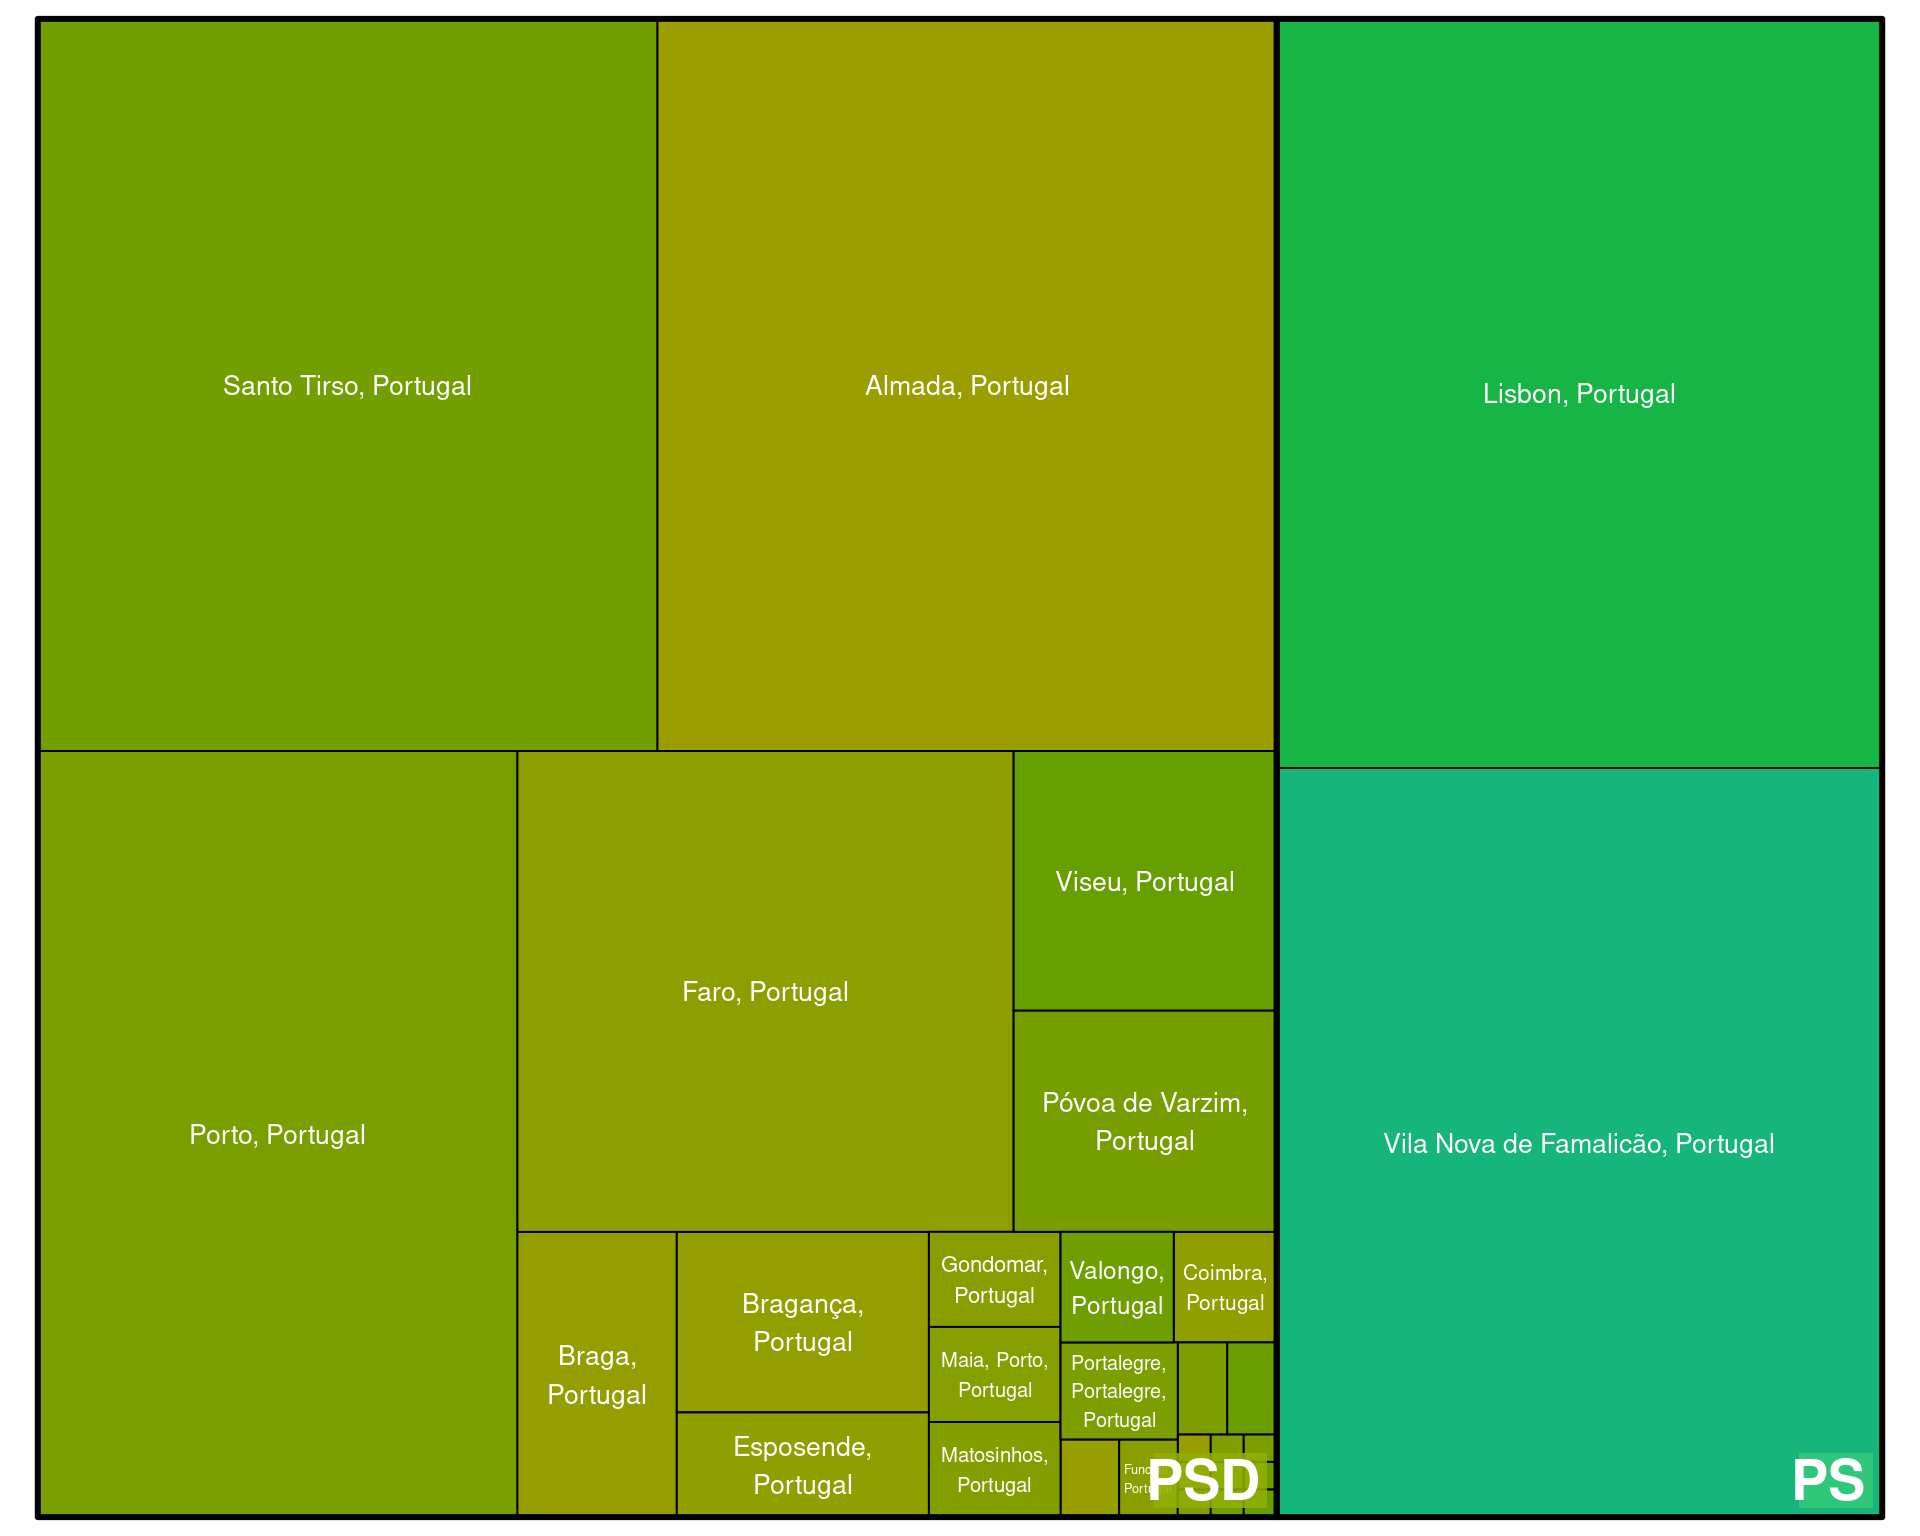 Santo Tirso, Portugal
Almada, Portugal
Lisbon, Portugal
Porto, Portugal
Faro, Portugal
Viseu, Portugal
Póvoa de Varzim,
Portugal
Vila Nova de Famalicão, Portugal
Braga,
Portugal
Bragança,
Portugal
Esposende,
Portugal
Gondomar,
Portugal
Maia, Porto,
Portugal
Matosinhos,
Portugal
Valongo,
Portugal
Coimbra,
Portugal
Portalegre,
Portalegre,
Portugal
Portugal
PSD
PS